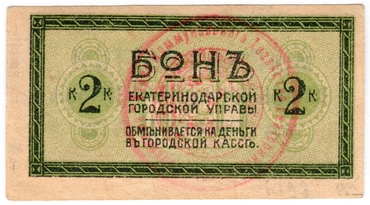 БОНЪ
К 2 К К 2 К
ЕКАТЕРИНОДАРСКОЙ
ГОРОДСКОЙ УПРАВЫ
ОБМѢНИВАЕТСЯ НА ДЕНЬГИ
ВЪ ГОРОДСКОЙ КАССѢ.